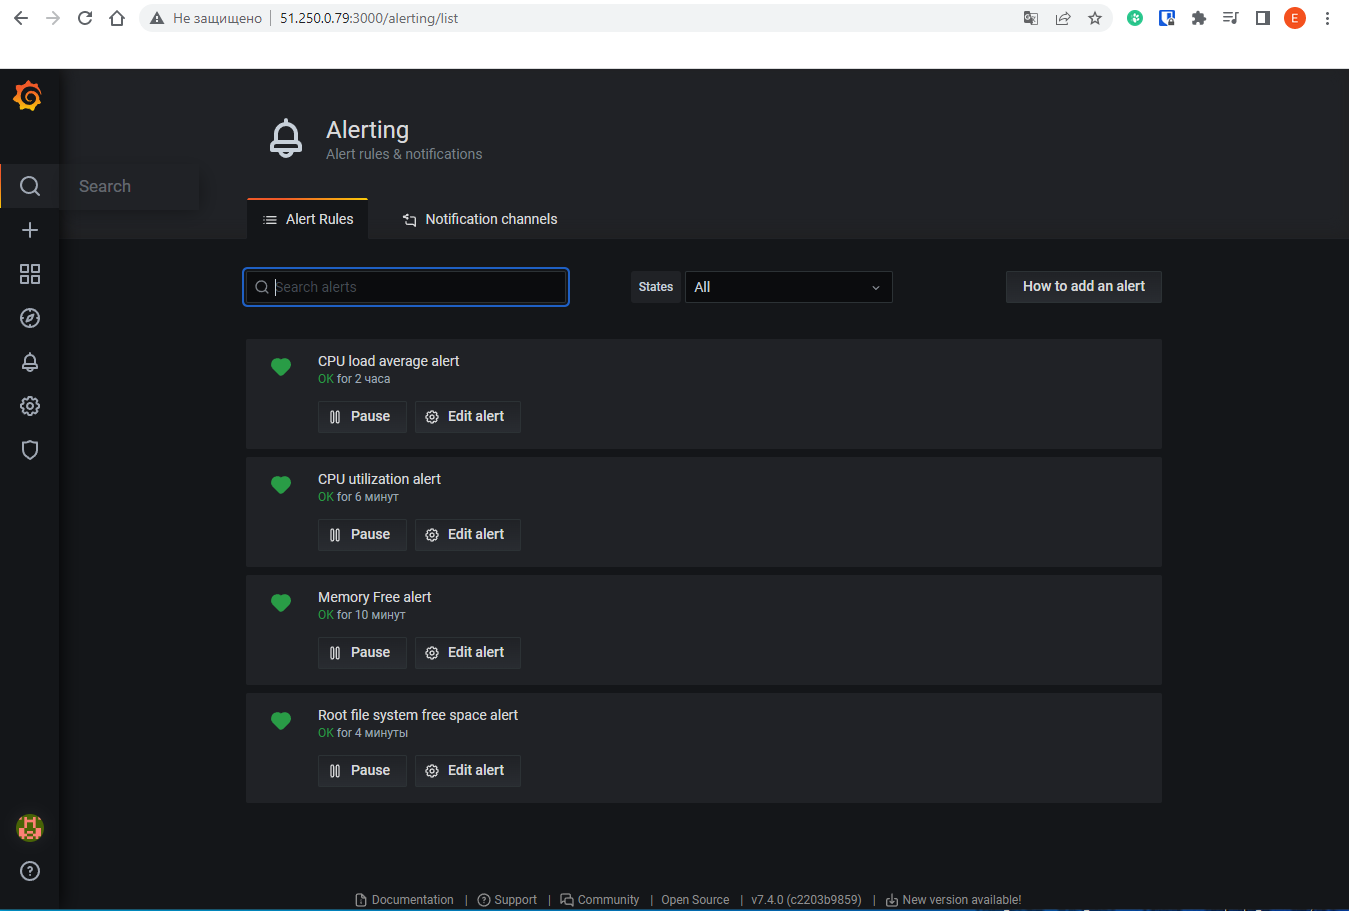 Не защищено 51.250.0.79:3000/alerting/list
E
Alerting
Alert rules & notifications
Search
Alert Rules Notification channels
Search alerts States All How to add an alert
CPU load average alert
OK for 2 часа
Pause Edit alert
CPU utilization alert
OK for 6 минут
Pause Edit alert
Memory Free alert
OK for 10 минут
Pause Edit alert
Root file system free space alert
OK for 4 минуты
Pause Edit alert
Documentation | Support | Community | Open Source | v7.4.0 (c2203b9859) | New version available!